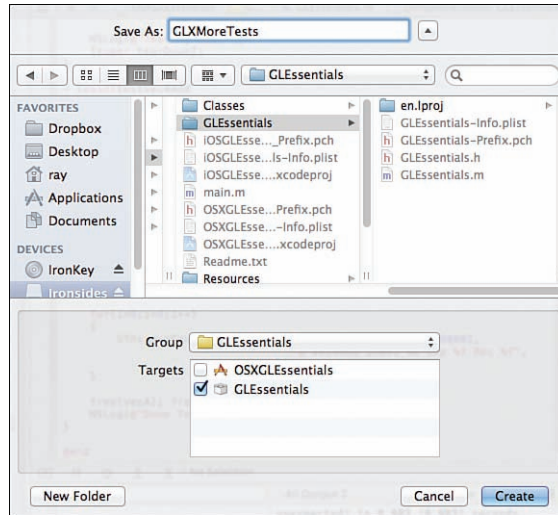 Save As: GLXMoreTests
GLEssentials
FAVORITES
Dropbox
Desktop
ray
Applications
Documents
DEVICES
IronKey
Ironsides
Classes
GLEssentials
iOSGLEsse..._Prefix.pch
iOSGLEsse...ls-Info.plist
iOSGLEsse....xcodeproj
main.m
OSXGLEsse...Prefix.pch
OSXGLEsse...-Info.plist
OSXGLEsse....xcodeproj
Readme.txt
Resources
en.lproj
GLEssentials-Info.plist
GLEssentials-Prefix.pch
GLEssentials.h
GLEssentials.m
Group GLEssentials
Targets OSXGLEssentials
GLEssentials
New Folder Cancel Create